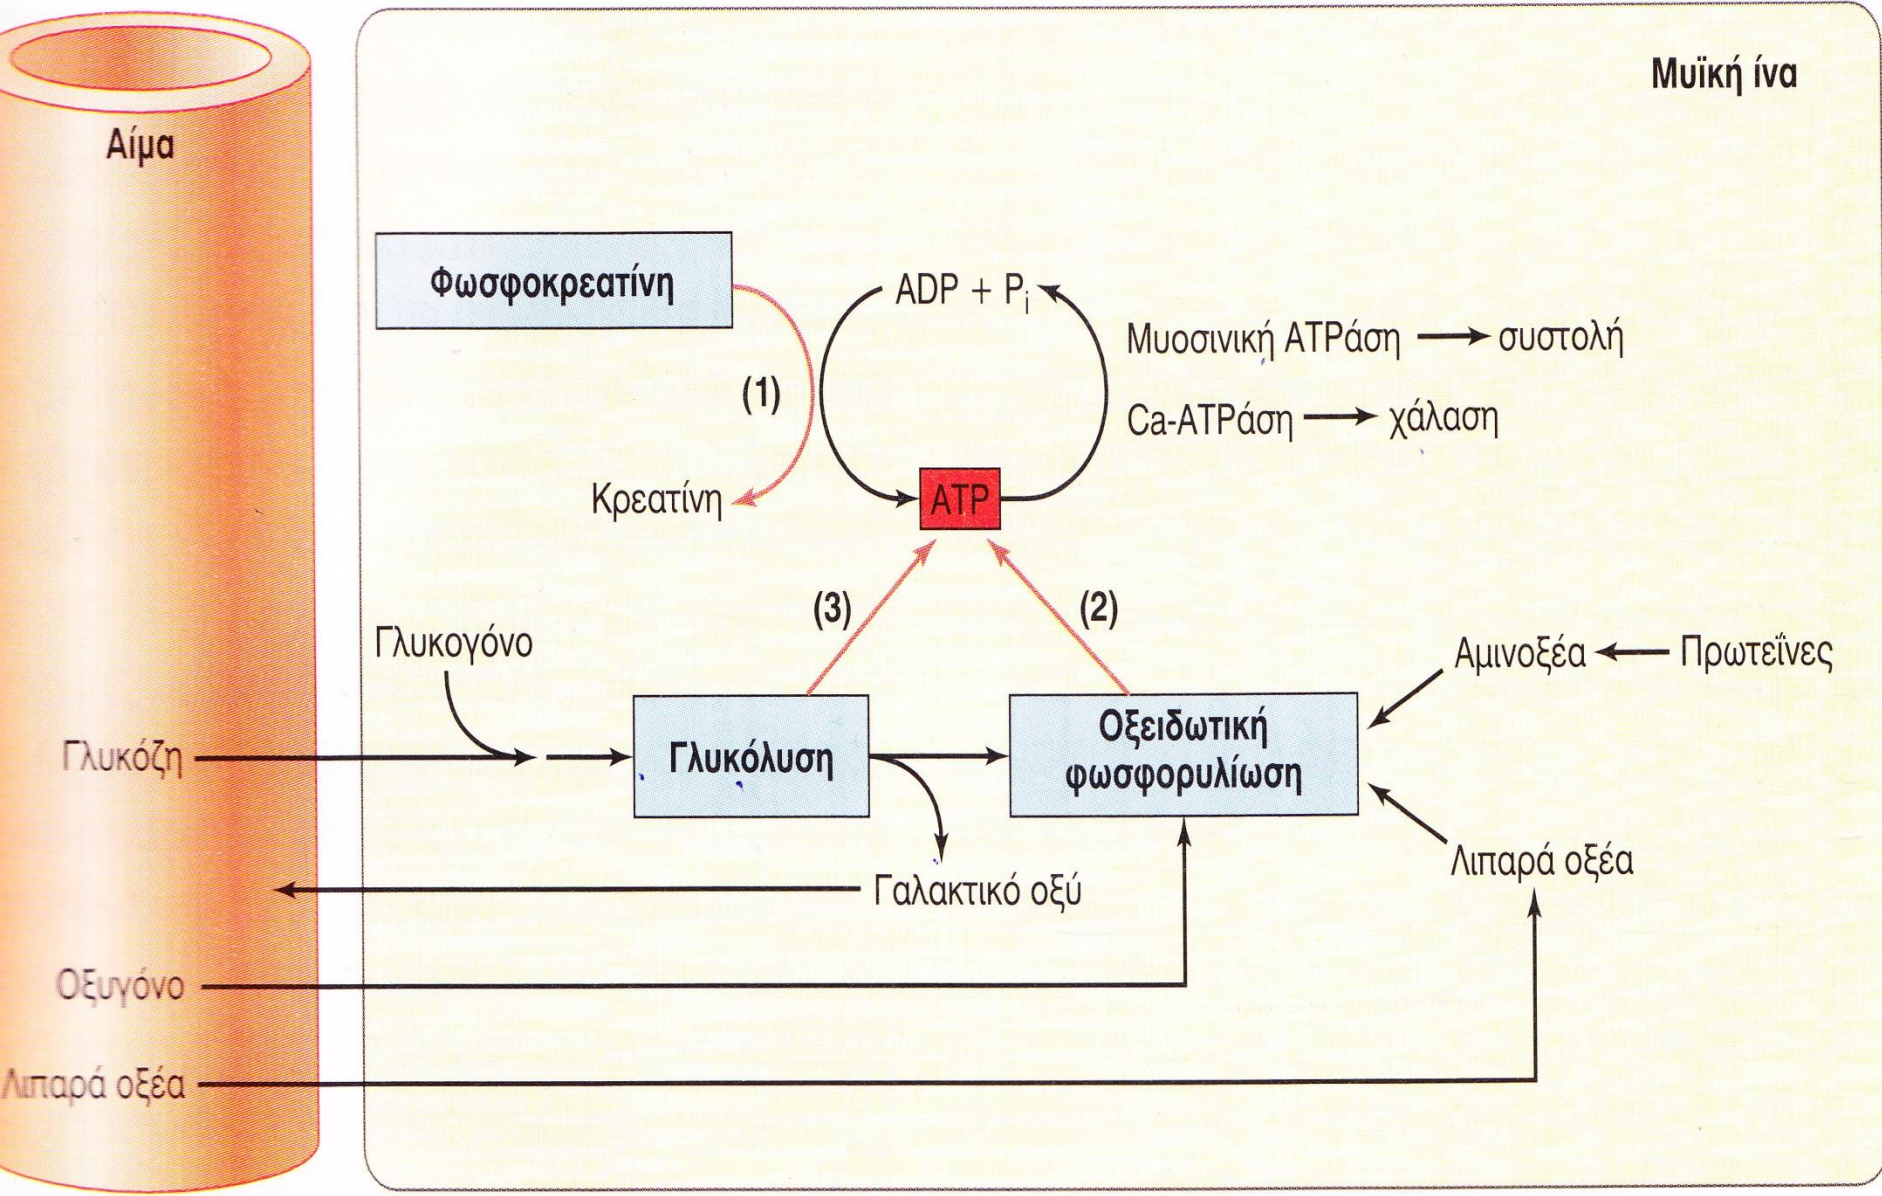 Μυϊκή ίνα
Αίμα
Φωσφοκρεατίνη
ADP + Pi
Μυοσινική ATPάση
συστολή
(1)
Ca-ATPάση
χάλαση
Κρεατίνη
ATP
(3)
(2)
Γλυκογόνο
Αμινοξέα
Πρωτεΐνες
Γλυκόζη
Γλυκόλυση
Οξειδωτική
φωσφορυλίωση
Γαλακτικό οξύ
Λιπαρά οξέα
Οξυγόνο
Λιπαρά οξέα